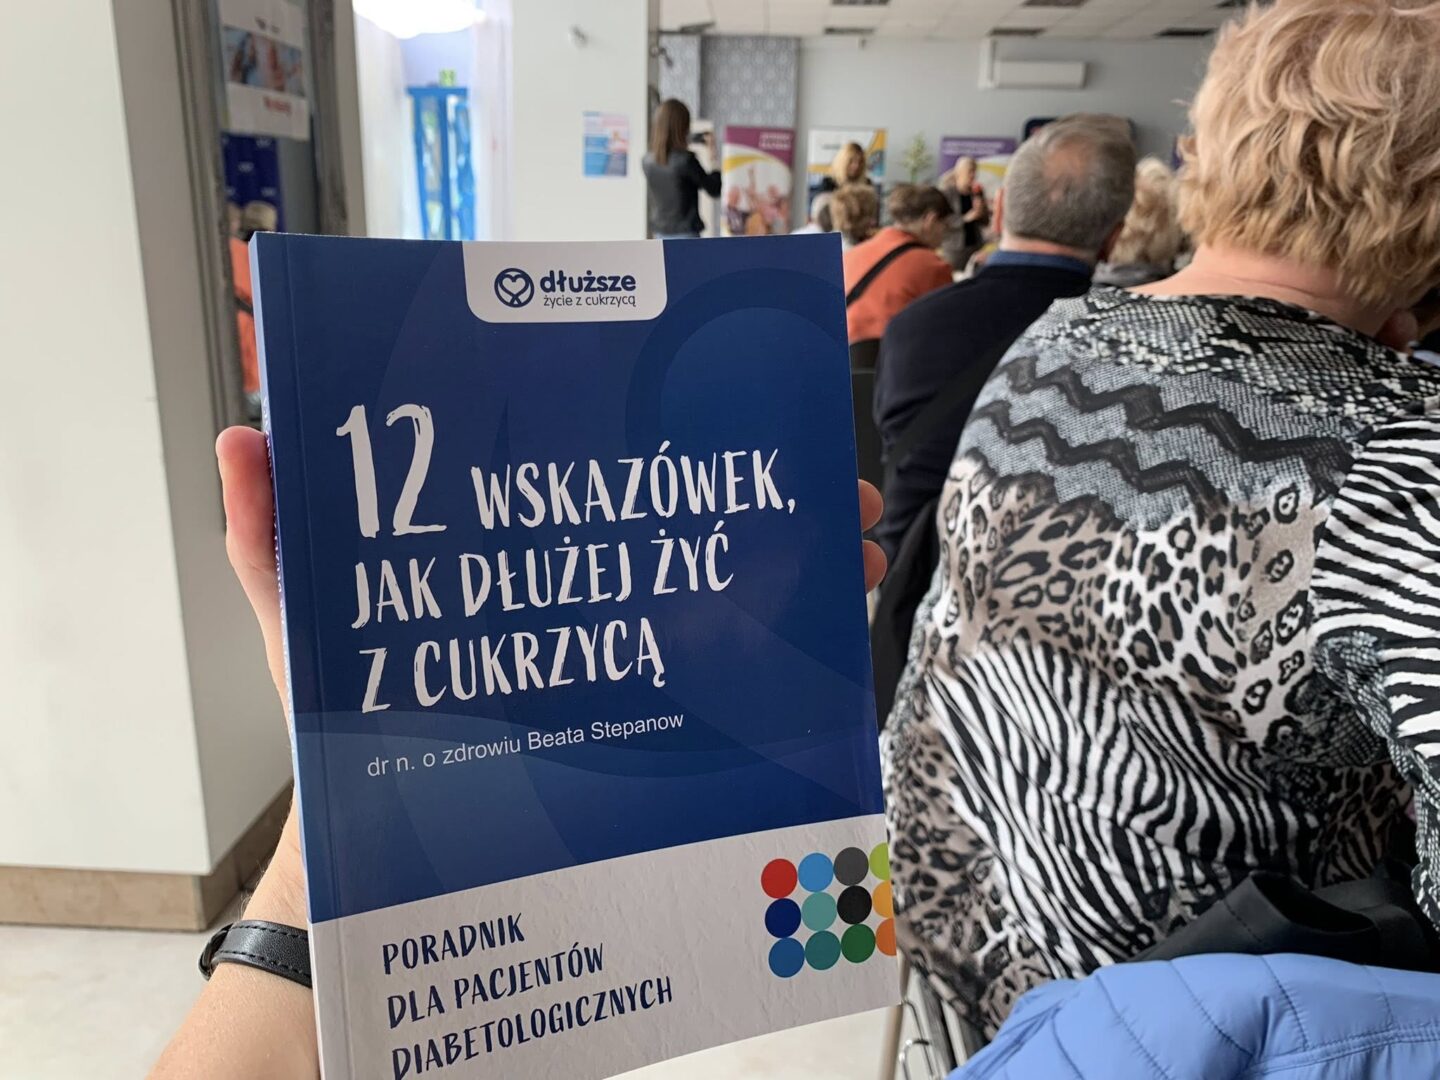 dłuższe
życie z cukrzycą
12 WSKAZÓWEK,
JAK DŁUŻEJ ŻYĆ
Z CUKRZYCĄ
dr n. o zdrowiu Beata Stepanow
PORADNIK
DLA PACJENTÓW
DIABETOLOGICZNYCH